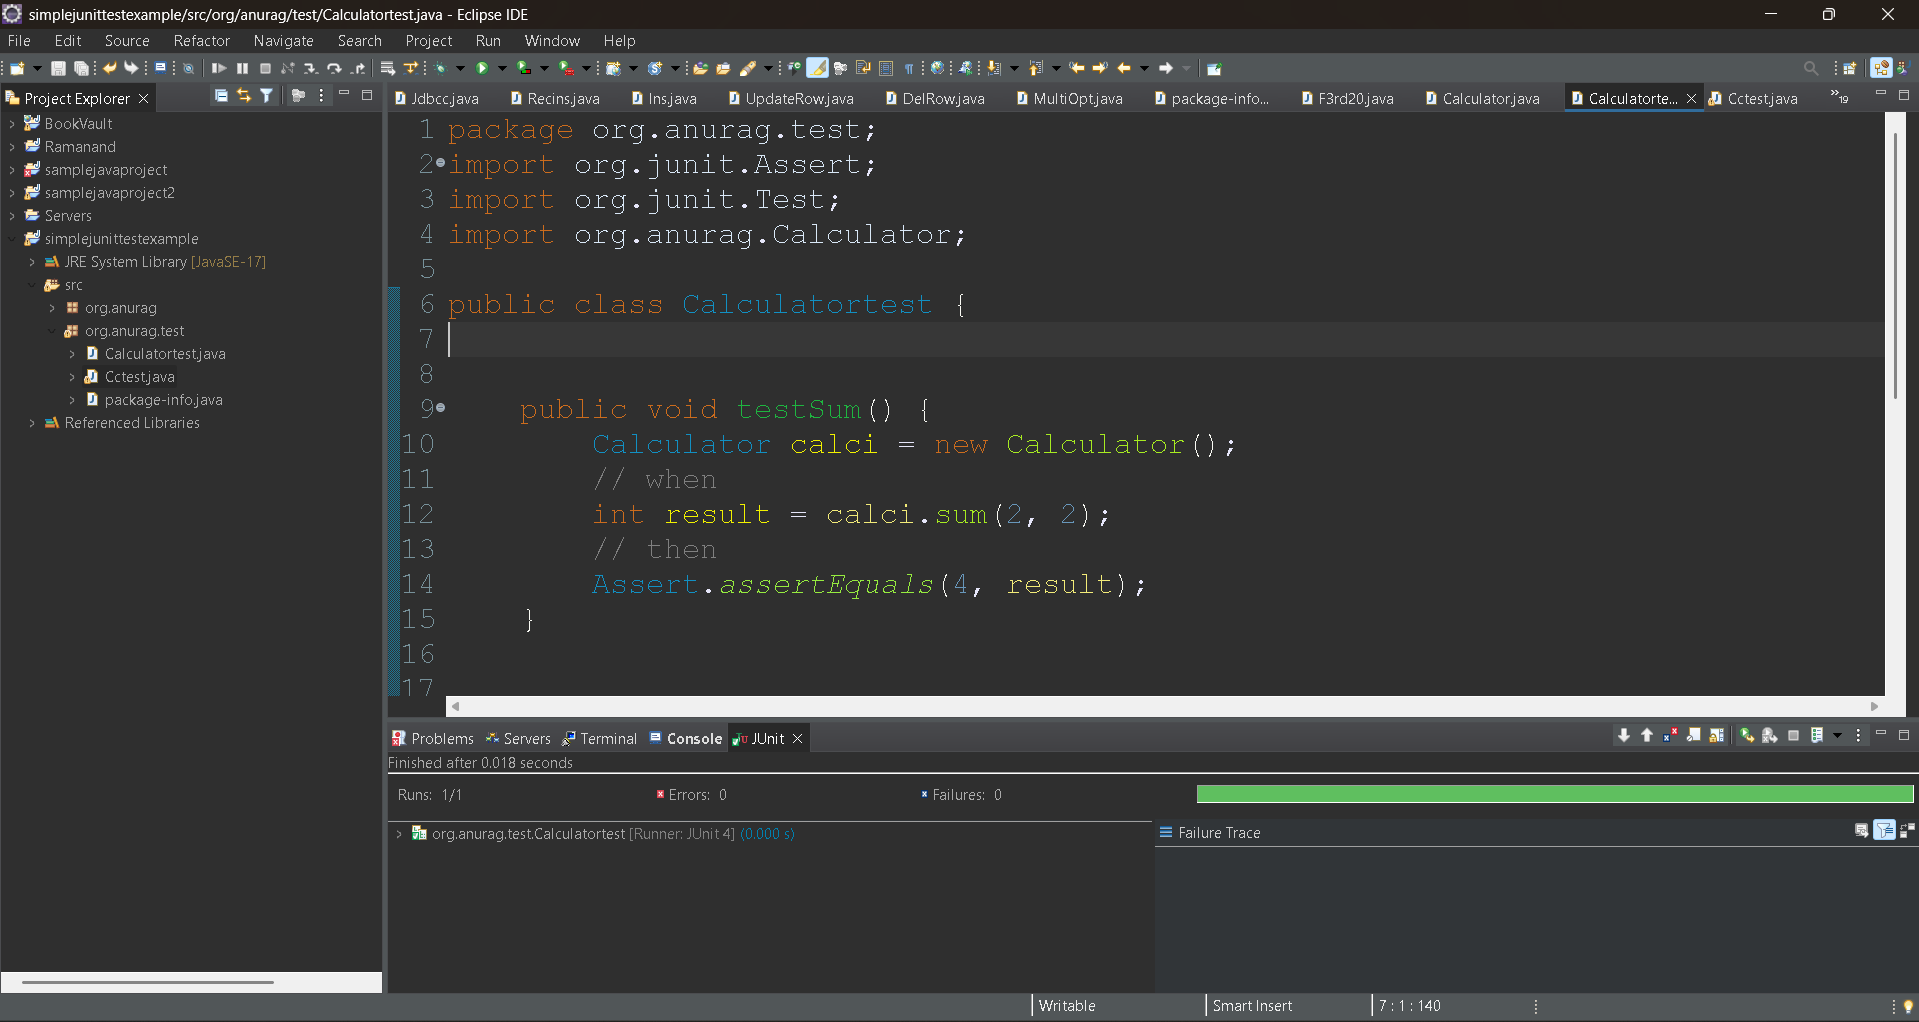 simplejunittestexample/src/org/anurag/test/Calculatortest.java - Eclipse IDE
File Edit Source Refactor Navigate Search Project Run Window Help
Project Explorer
Jdbcc.java Recins.java Ins.java UpdateRow.java DelRow.java MultiOpt.java package-info... F3rd20.java Calculator.java Calculatorte... Cctest.java »19
BookVault
Ramanand
samplejavaproject
samplejavaproject2
Servers
simplejunittestexample
JRE System Library [JavaSE-17]
src
org.anurag
org.anurag.test
Calculatortest.java
Cctest.java
package-info.java
Referenced Libraries
1 package org.anurag.test;
2 import org.junit.Assert;
3 import org.junit.Test;
4 import org.anurag.Calculator;
5
6 public class Calculatortest {
7
8
9 public void testSum() {
10 Calculator calci = new Calculator();
11 // when
12 int result = calci.sum(2, 2);
13 // then
14 Assert.assertEquals(4, result);
15 }
16
17
Problems Servers Terminal Console JUnit
Finished after 0.018 seconds
Runs: 1/1 Errors: 0 Failures: 0
org.anurag.test.Calculatortest [Runner: JUnit 4] (0.000 s)
Failure Trace
Writable Smart Insert 7 : 1 : 140